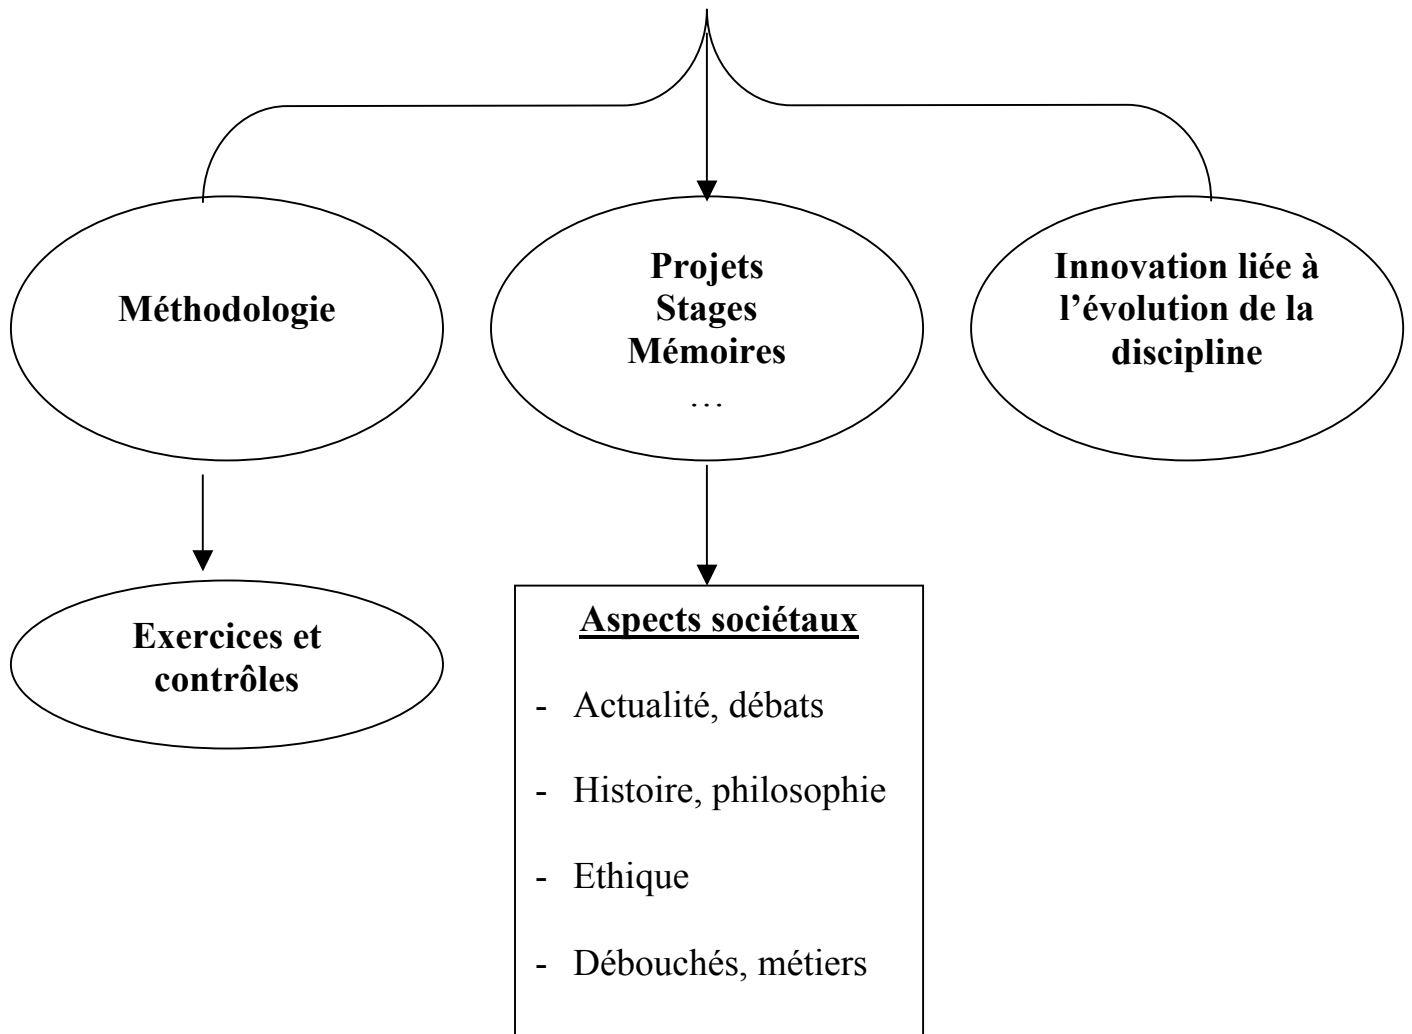 Méthodologie
Projets
Stages
Mémoires
…
Innovation liée à
l’évolution de la
discipline
Exercices et
contrôles
Aspects sociétaux
- Actualité, débats
- Histoire, philosophie
- Ethique
- Débouchés, métiers